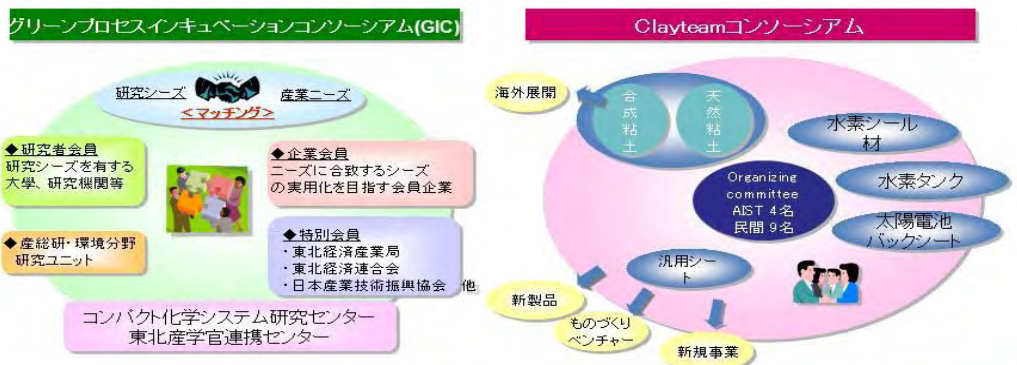 グリーンプロセスインキュベーションコンソーシアム(GIC)
研究シーズ
産業ニーズ
<マッチング>
◆研究者会員
研究シーズを有する
大學、研究機関等
◆企業会員
ニーズに合致するシーズ
の実用化を目指す会員企業
◆産総研・環境分野
研究ユニット
◆特別会員
・東北経済産業局
・東北経済連合会
・日本産業技術振興協会 他
コンパクト化学システム研究センター
東北産学官連携センター
Clayteamコンソーシアム
海外展開
合成粘土
天然粘土
水素シール
材
Organizing
committee
AIST 4名
民間 9名
水素タンク
太陽電池
バックシート
汎用シー
ト
新製品
ものづくり
ベンチャー
新規事業